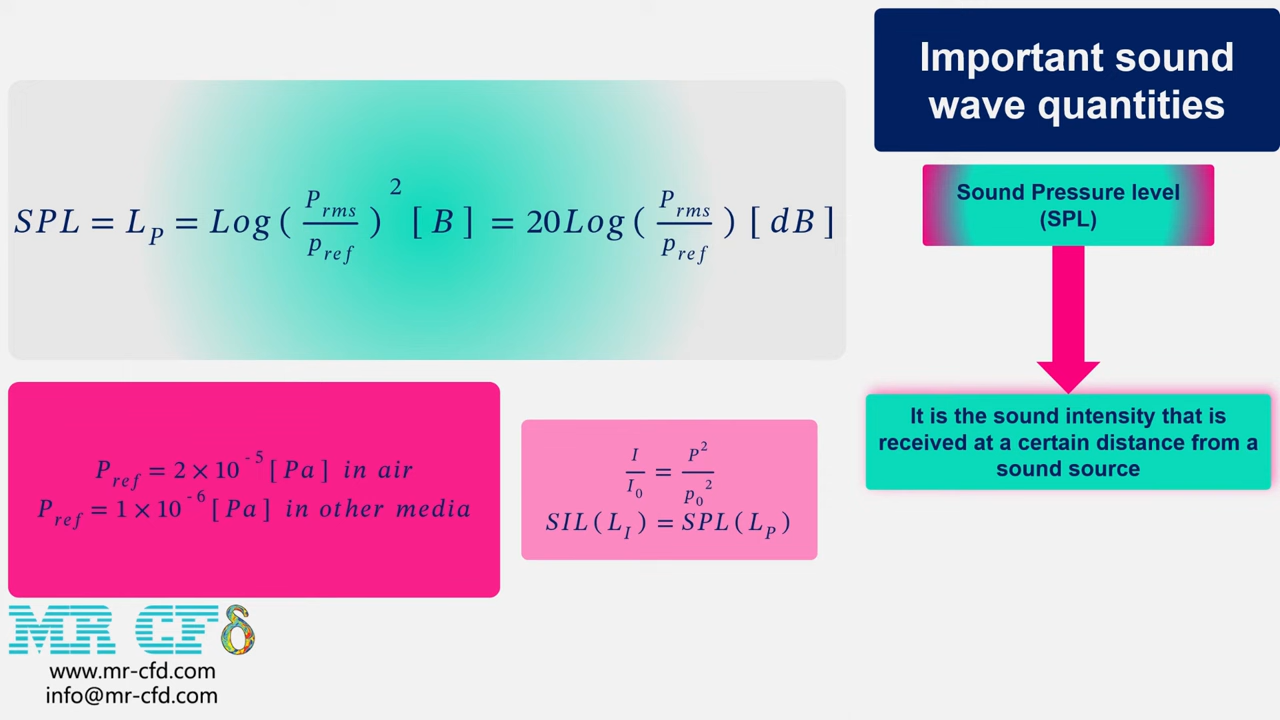 Important sound
wave quantities
SPL = L_P = Log ( P_rms / p_ref )^2 [ B ] = 20Log ( P_rms / p_ref ) [ dB ]
Sound Pressure level
(SPL)
It is the sound intensity that is
received at a certain distance from a
sound source
P_ref = 2 × 10^-5 [ Pa ] in air
P_ref = 1 × 10^-6 [ Pa ] in other media
I / I_0 = P^2 / p_0^2
SIL ( L_I ) = SPL ( L_P )
MR CFδ
www.mr-cfd.com
info@mr-cfd.com